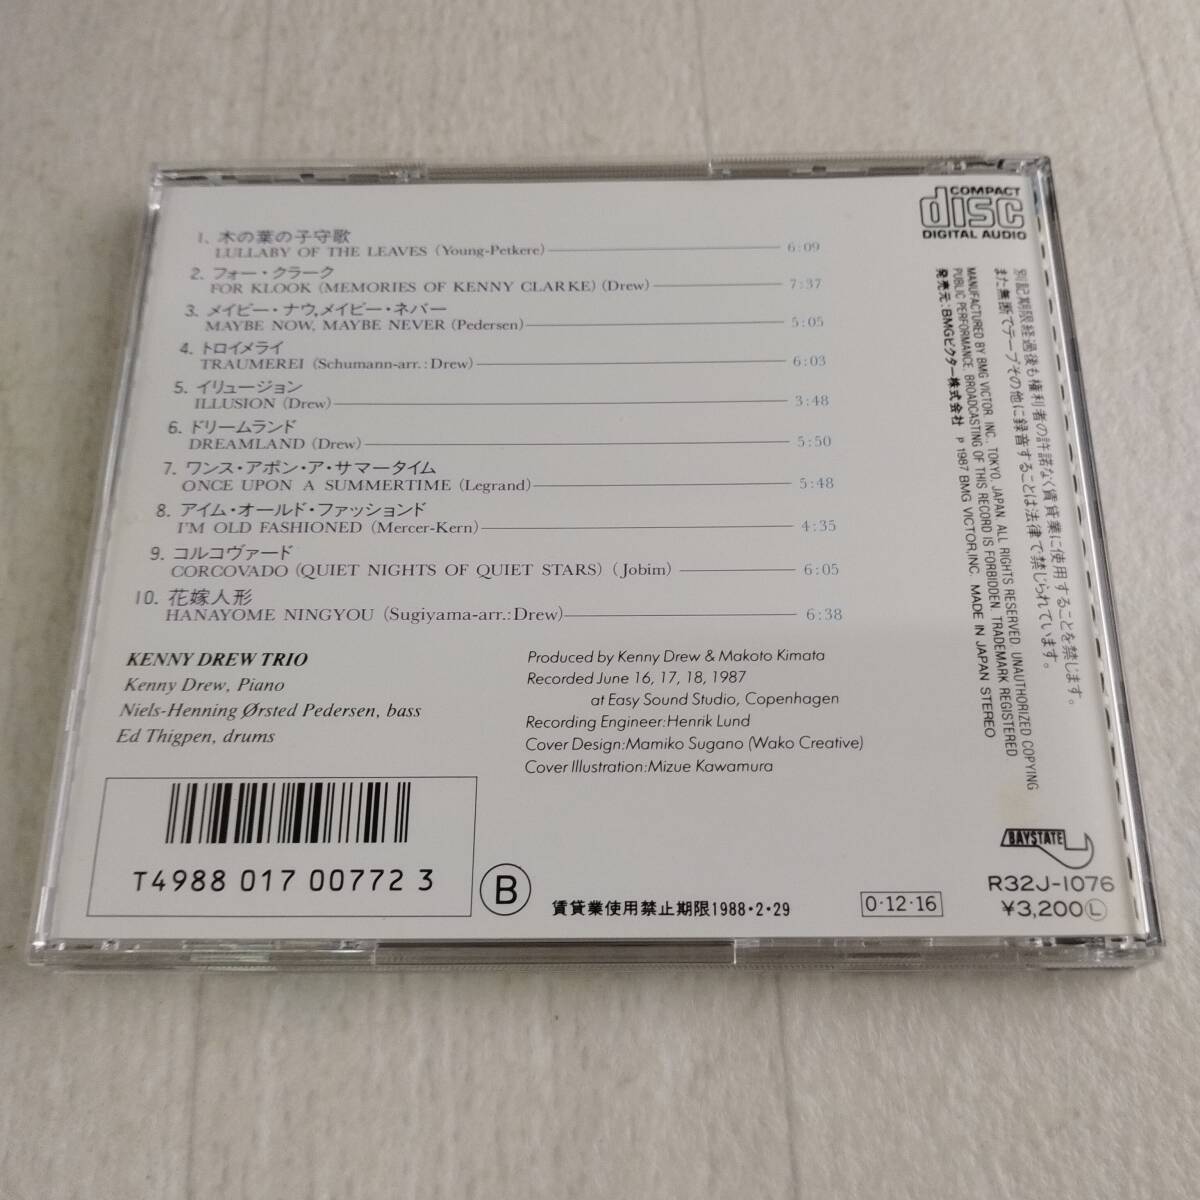 1. 木の葉の子守歌
LULLABY OF THE LEAVES (Young-Petkere) 6:09
2. フォー・クラーク
FOR KLOOK (MEMORIES OF KENNY CLARKE) (Drew) 7:37
3. メイビー・ナウ,メイビー・ネバー
MAYBE NOW, MAYBE NEVER (Pedersen) 5:05
4. トロイメライ
TRAUMEREI (Schumann-arr.:Drew) 6:03
5. イリュージョン
ILLUSION (Drew) 3:48
6. ドリームランド
DREAMLAND (Drew) 5:50
7. ワンス・アポン・ア・サマータイム
ONCE UPON A SUMMERTIME (Legrand) 5:48
8. アイム・オールド・ファッションド
I'M OLD FASHIONED (Mercer-Kern) 4:35
9. コルコヴァード
CORCOVADO (QUIET NIGHTS OF QUIET STARS) (Jobim) 6:05
10. 花嫁人形
HANAYOME NINGYOU (Sugiyama-arr.:Drew) 6:38
KENNY DREW TRIO
Kenny Drew, Piano
Niels-Henning Ørsted Pedersen, bass
Ed Thigpen, drums
Produced by Kenny Drew & Makoto Kimata
Recorded June 16, 17, 18, 1987
at Easy Sound Studio, Copenhagen
Recording Engineer:Henrik Lund
Cover Design:Mamiko Sugano (Wako Creative)
Cover Illustration:Mizue Kawamura
T4988 017 00772 3
B
賃貸業使用禁止期限1988・2・29
0・12・16
COMPACT
disc
DIGITAL AUDIO
別記期限経過後も権利者の許諾なく賃貸業に使用することを禁じます。
また無断でテープその他に録音することは法律で禁じられています。
MANUFACTURED BY BMG VICTOR, INC., TOKYO, JAPAN. ALL RIGHTS RESERVED. UNAUTHORIZED COPYING
PUBLIC PERFORMANCE, BROADCASTING OF THIS RECORD IS FORBIDDEN. TRADEMARK REGISTERED
発売元:BMGビクター株式会社 P 1987 BMG VICTOR, INC. MADE IN JAPAN STEREO
BAYSTATE
R32J-1076
¥3,200Ⓛ